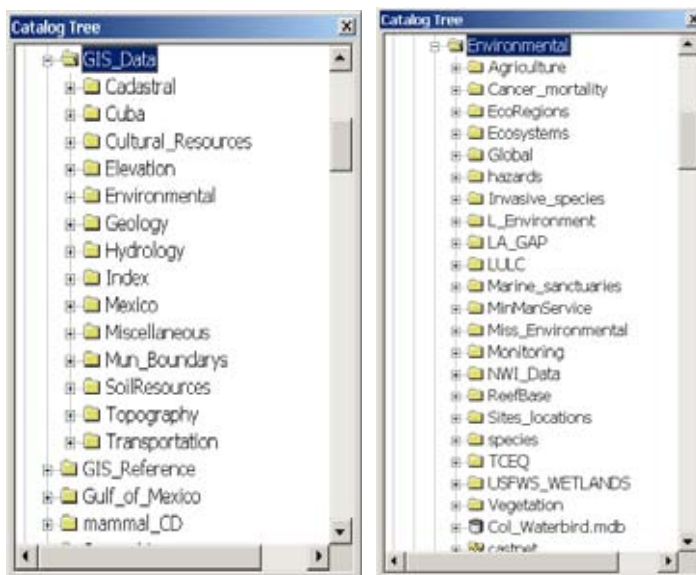 Catalog Tree
GIS_Data
Cadastral
Cuba
Cultural_Resources
Elevation
Environmental
Geology
Hydrology
Index
Mexico
Miscellaneous
Mun_Boundarys
SoilResources
Topography
Transportation
GIS_Reference
Gulf_of_Mexico
mammal_CD
Catalog Tree
Environmental
Agriculture
Cancer_mortality
EcoRegions
Ecosystems
Global
hazards
Invasive_species
L_Environment
LA_GAP
LULC
Marine_sanctuaries
MinManService
Miss_Environmental
Monitoring
NWI_Data
ReefBase
Sites_locations
species
TCEQ
USFWS_WETLANDS
Vegetation
Col_Waterbird.mdb
castnet